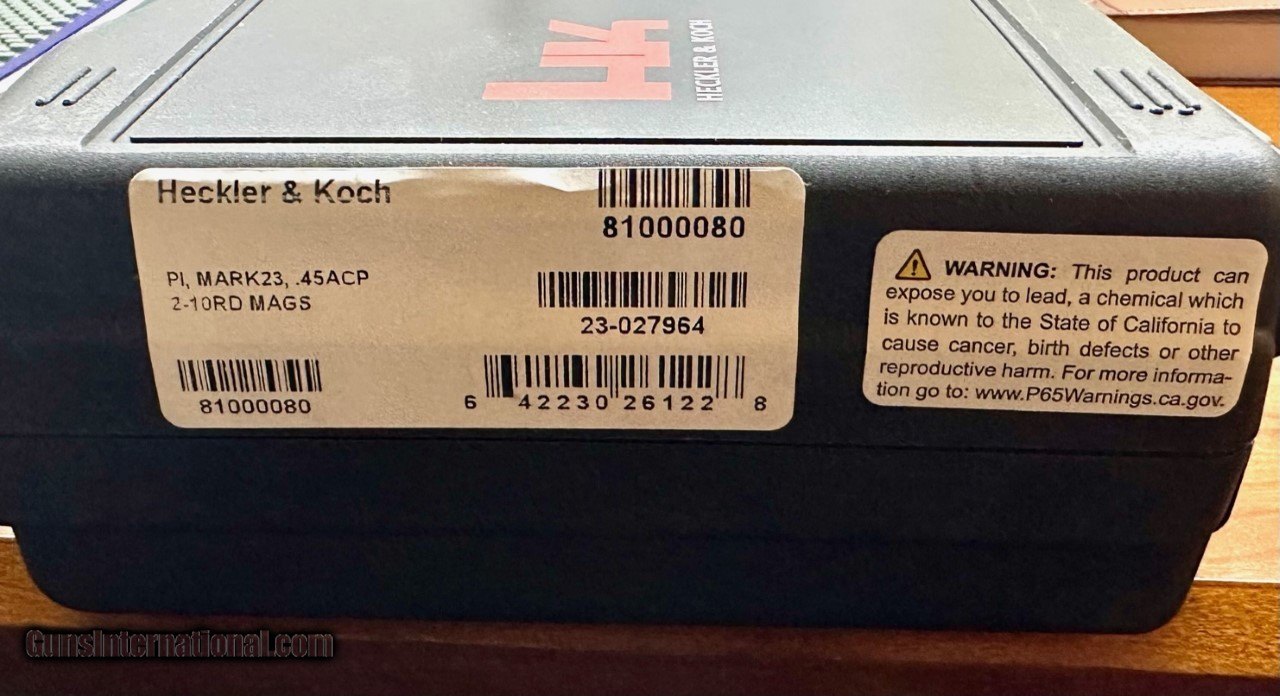 HK
HECKLER & KOCH
Heckler & Koch
81000080
PI, MARK23, .45ACP
2-10RD MAGS
23-027964
81000080
6 42230 26122 8
WARNING: This product can
expose you to lead, a chemical which
is known to the State of California to
cause cancer, birth defects or other
reproductive harm. For more informa-
tion go to: www.P65Warnings.ca.gov.
GunsInternational.com